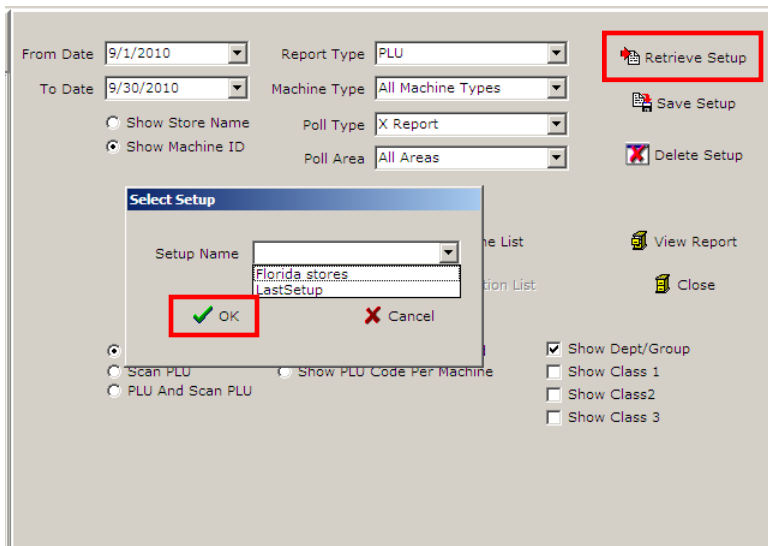 From Date 9/1/2010 Report Type PLU Retrieve Setup
To Date 9/30/2010 Machine Type All Machine Types Save Setup
Show Store Name Poll Type X Report
Show Machine ID Poll Area All Areas Delete Setup
Select Setup
Setup Name
List View Report
Florida stores
LastSetup
List Close
OK Cancel
Show Dept/Group
Scan PLU Show PLU Code Per Machine Show Class 1
PLU And Scan PLU Show Class2
Show Class 3